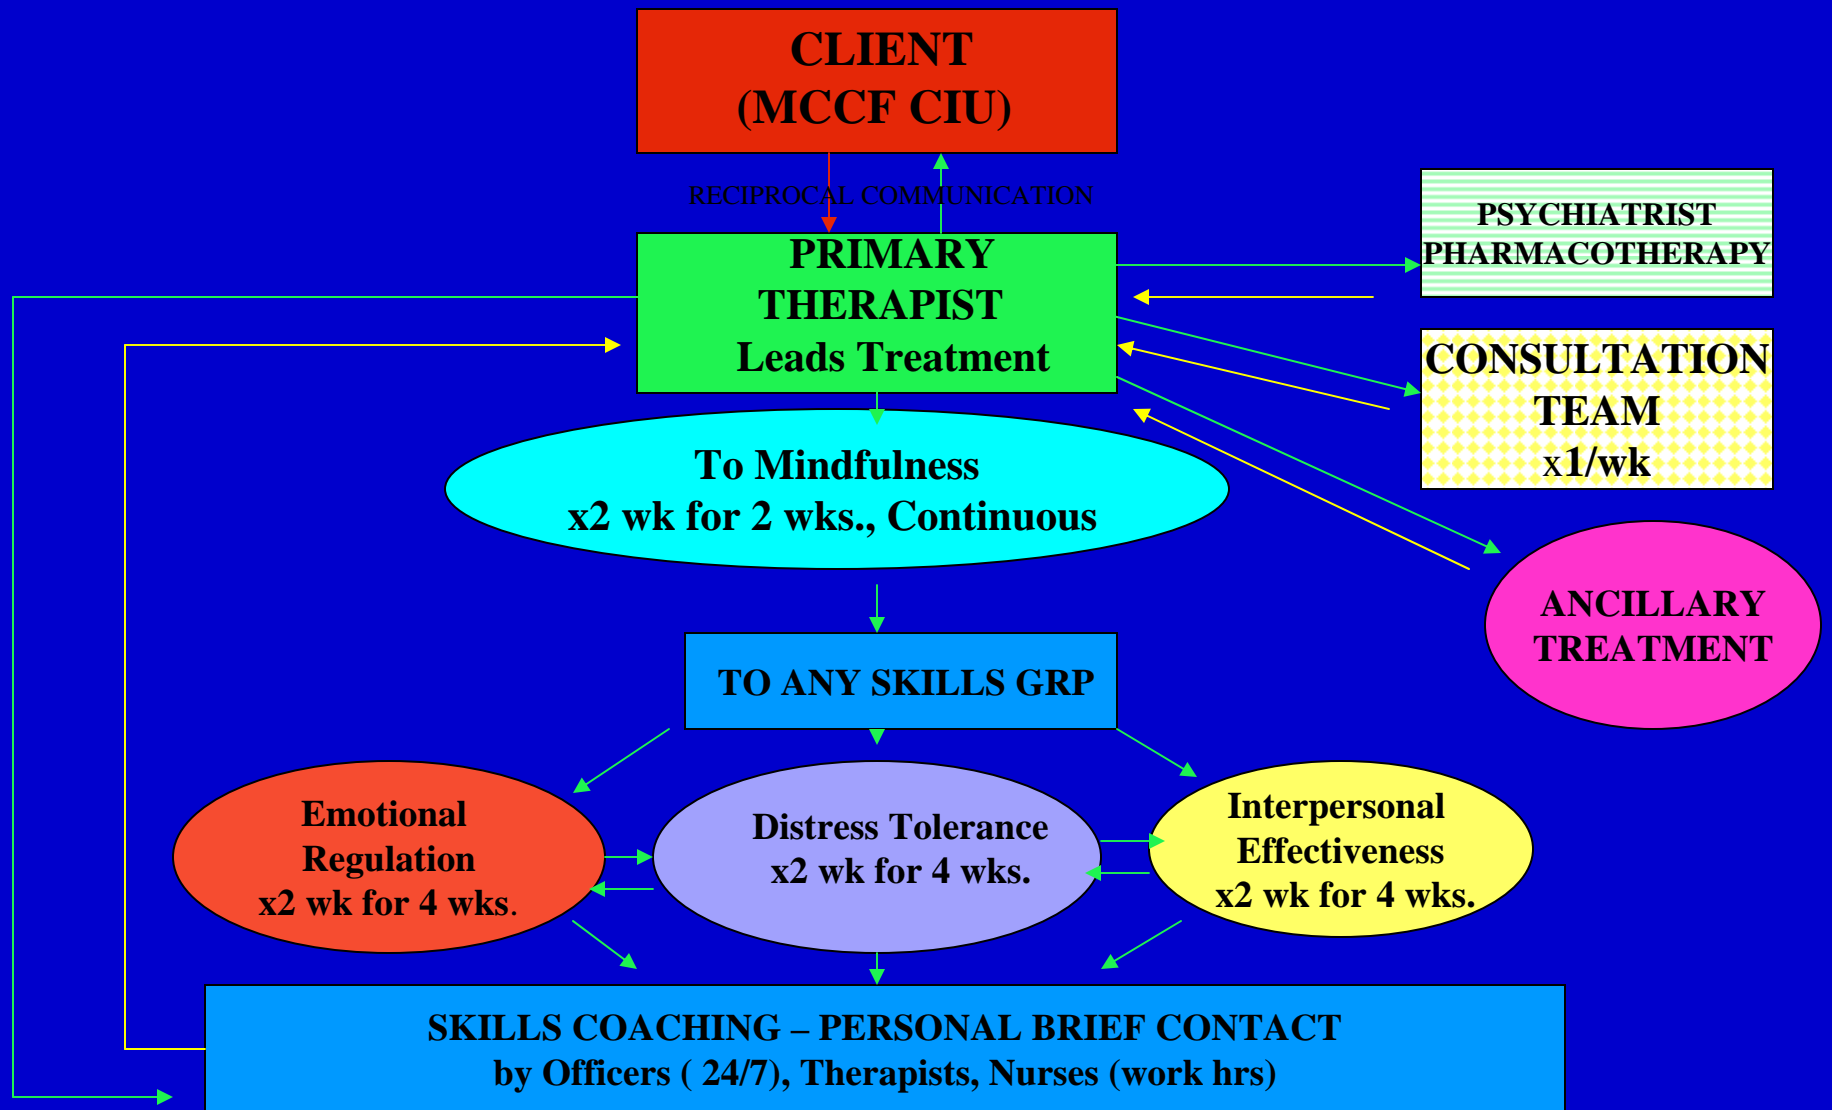 CLIENT
(MCCF CIU)
RECIPROCAL COMMUNICATION
PRIMARY
THERAPIST
Leads Treatment
PSYCHIATRIST
PHARMACOTHERAPY
CONSULTATION
TEAM
x1/wk
To Mindfulness
x2 wk for 2 wks., Continuous
ANCILLARY
TREATMENT
TO ANY SKILLS GRP
Emotional
Regulation
x2 wk for 4 wks.
Distress Tolerance
x2 wk for 4 wks.
Interpersonal
Effectiveness
x2 wk for 4 wks.
SKILLS COACHING – PERSONAL BRIEF CONTACT
by Officers ( 24/7), Therapists, Nurses (work hrs)